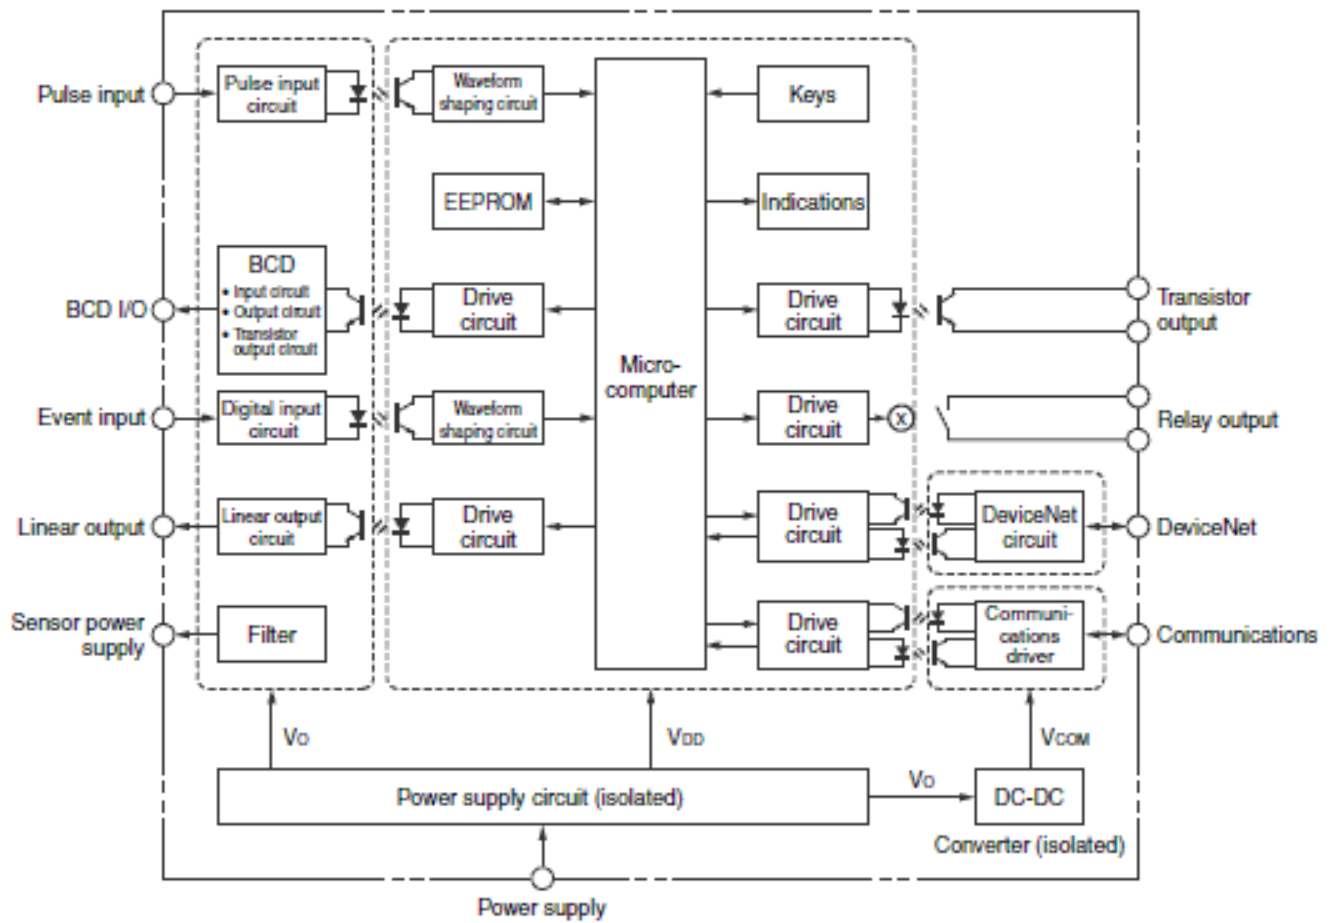 Pulse input
Pulse input
circuit
Waveform
shaping circuit
Keys
EEPROM
Indications
BCD I/O
BCD
• Input circuit
• Output circuit
• Transistor
output circuit
Drive
circuit
Micro-
computer
Drive
circuit
Transistor
output
Event input
Digital input
circuit
Waveform
shaping circuit
Drive
circuit
X
Relay output
Linear output
Linear output
circuit
Drive
circuit
Drive
circuit
DeviceNet
circuit
DeviceNet
Sensor power
supply
Filter
Drive
circuit
Communi-
cations
driver
Communications
VO
VDD
VCOM
Power supply circuit (isolated)
VO
DC-DC
Converter (isolated)
Power supply